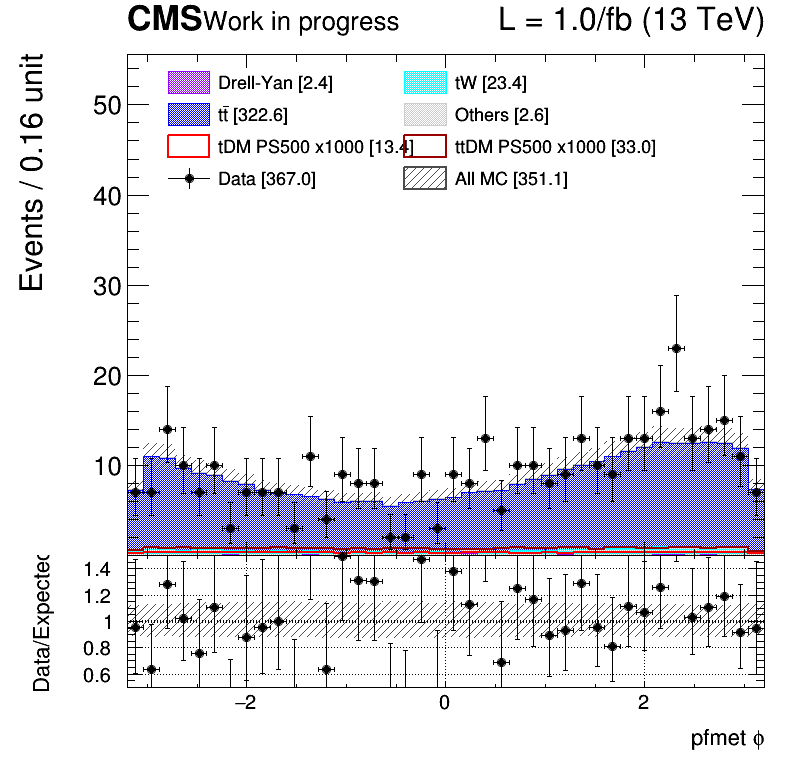 CMS Work in progress L = 1.0/fb (13 TeV)
Events / 0.16 unit
Drell-Yan [2.4] tW [23.4]
tt̄ [322.6] Others [2.6]
tDM PS500 x1000 [13.4] ttDM PS500 x1000 [33.0]
Data [367.0] All MC [351.1]
50
40
30
20
10
Data/Expected
1.4
1.2
1
0.8
0.6
−2 0 2
pfmet ϕ